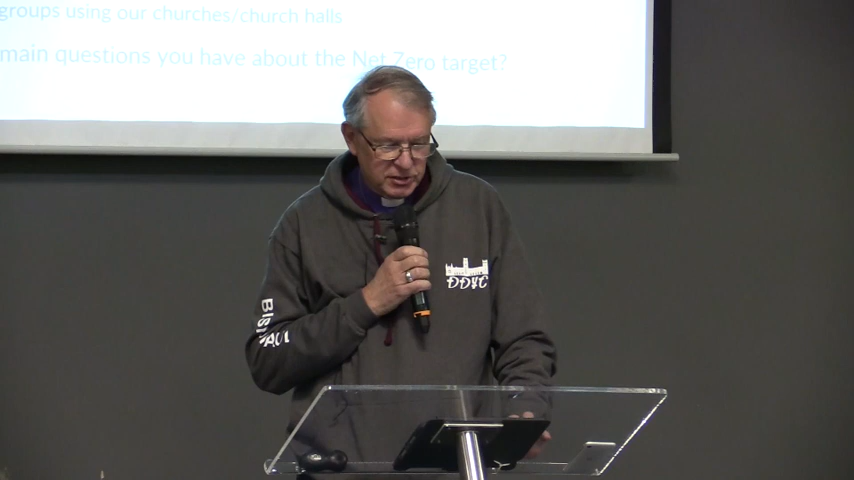 groups using our churches/church halls
main questions you have about the Net Zero target?
DDYC